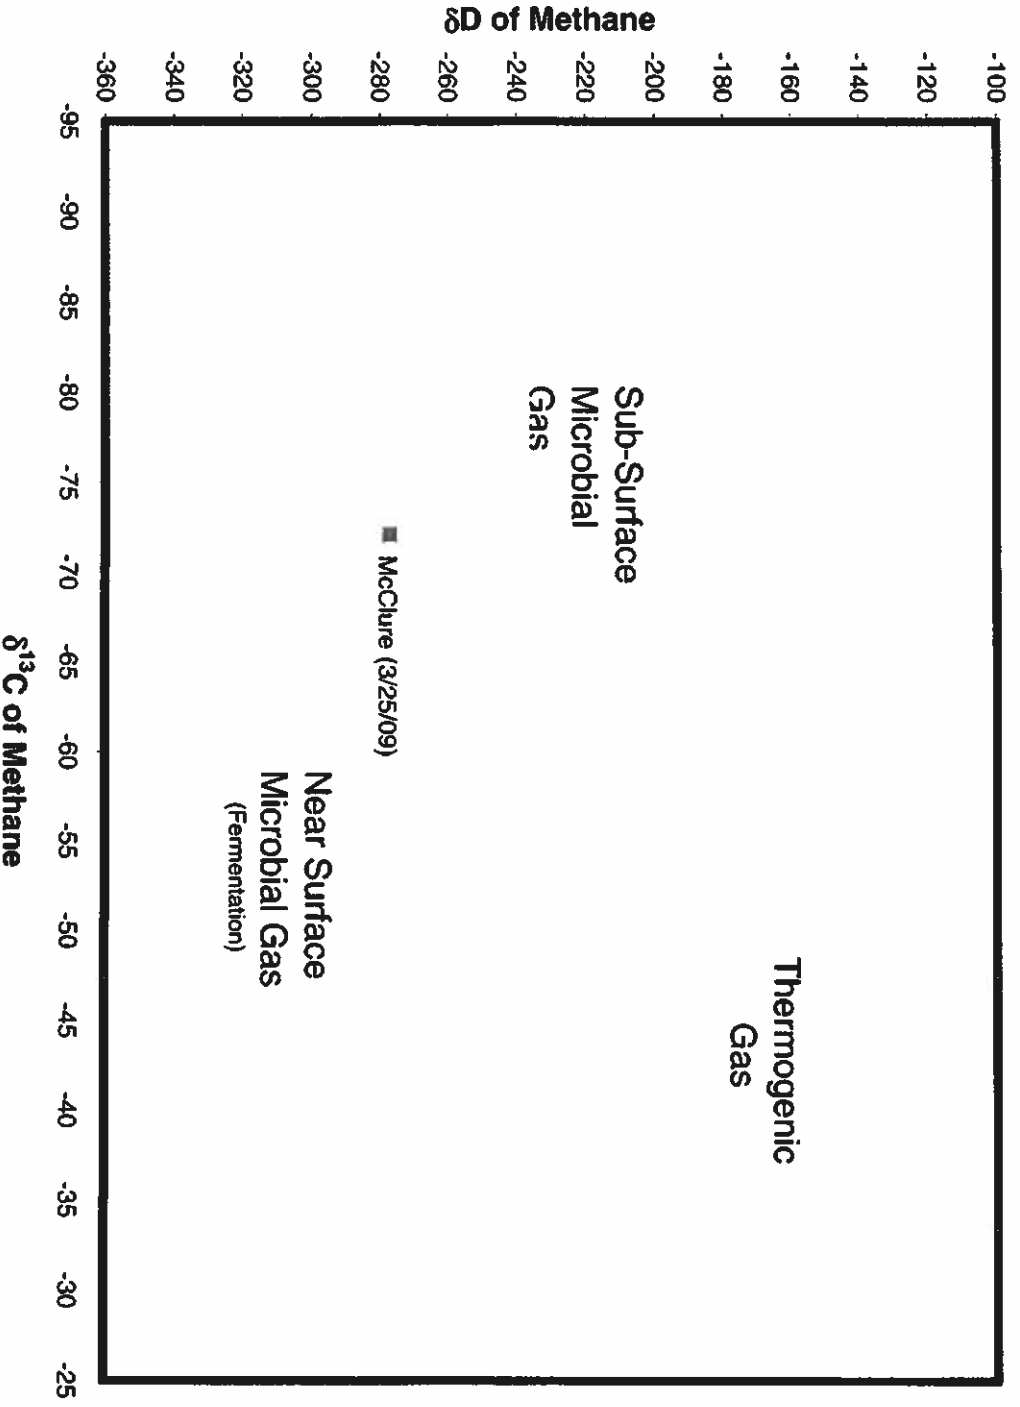 δD of Methane
-100
-120
-140
-160
-180
-200
-220
-240
-260
-280
-300
-320
-340
-360
Thermogenic
Gas
Sub-Surface
Microbial
Gas
McClure (3/25/09)
Near Surface
Microbial Gas
(Fermentation)
-95 -90 -85 -80 -75 -70 -65 -60 -55 -50 -45 -40 -35 -30 -25
δ¹³C of Methane